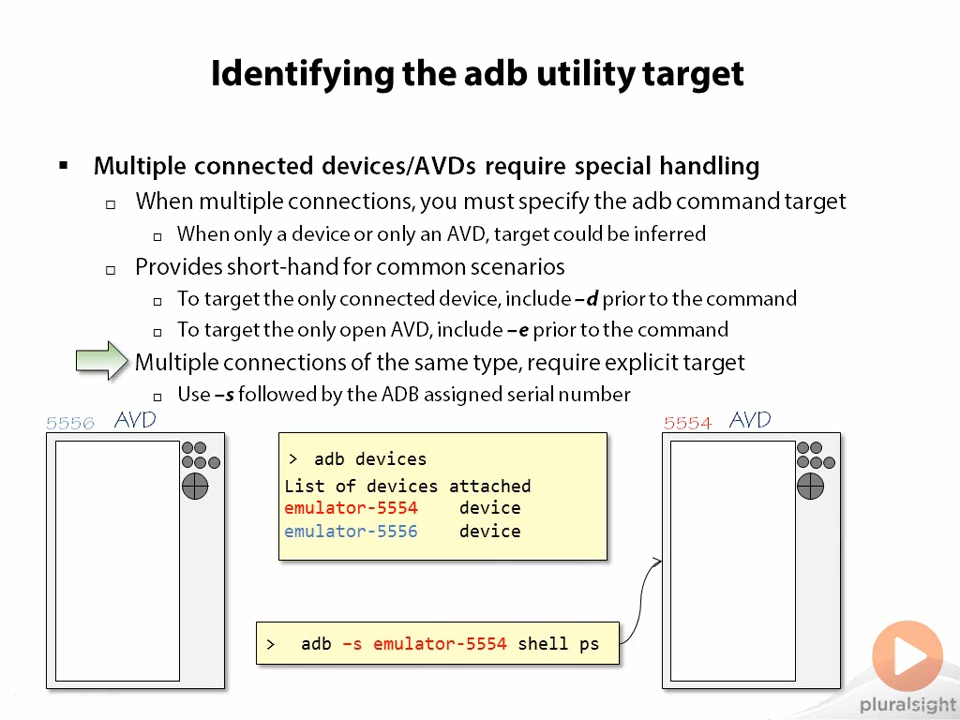 Identifying the adb utility target
Multiple connected devices/AVDs require special handling
When multiple connections, you must specify the adb command target
When only a device or only an AVD, target could be inferred
Provides short-hand for common scenarios
To target the only connected device, include –d prior to the command
To target the only open AVD, include –e prior to the command
Multiple connections of the same type, require explicit target
Use –s followed by the ADB assigned serial number
5556 AVD
5554 AVD
> adb devices
List of devices attached
emulator-5554 device
emulator-5556 device
> adb –s emulator-5554 shell ps
pluralsight